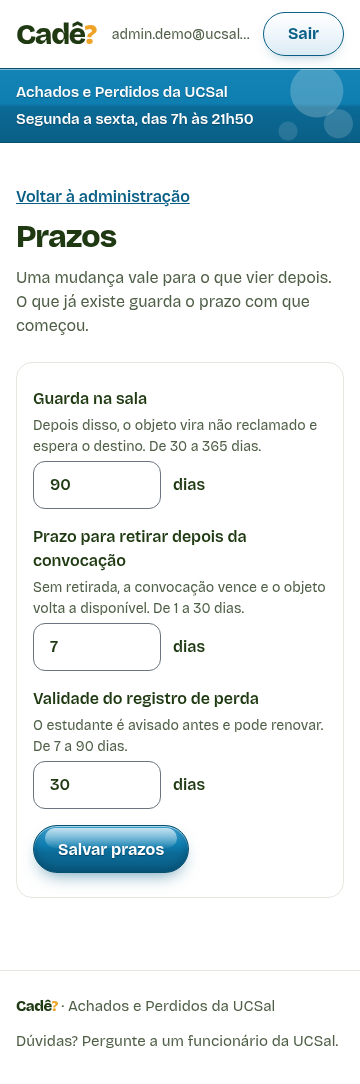 Cadê? admin.demo@ucsal... Sair
Achados e Perdidos da UCSal
Segunda a sexta, das 7h às 21h50
Voltar à administração
Prazos
Uma mudança vale para o que vier depois.
O que já existe guarda o prazo com que
começou.
Guarda na sala
Depois disso, o objeto vira não reclamado e
espera o destino. De 30 a 365 dias.
90 dias
Prazo para retirar depois da
convocação
Sem retirada, a convocação vence e o objeto
volta a disponível. De 1 a 30 dias.
7 dias
Validade do registro de perda
O estudante é avisado antes e pode renovar.
De 7 a 90 dias.
30 dias
Salvar prazos
Cadê? · Achados e Perdidos da UCSal
Dúvidas? Pergunte a um funcionário da UCSal.